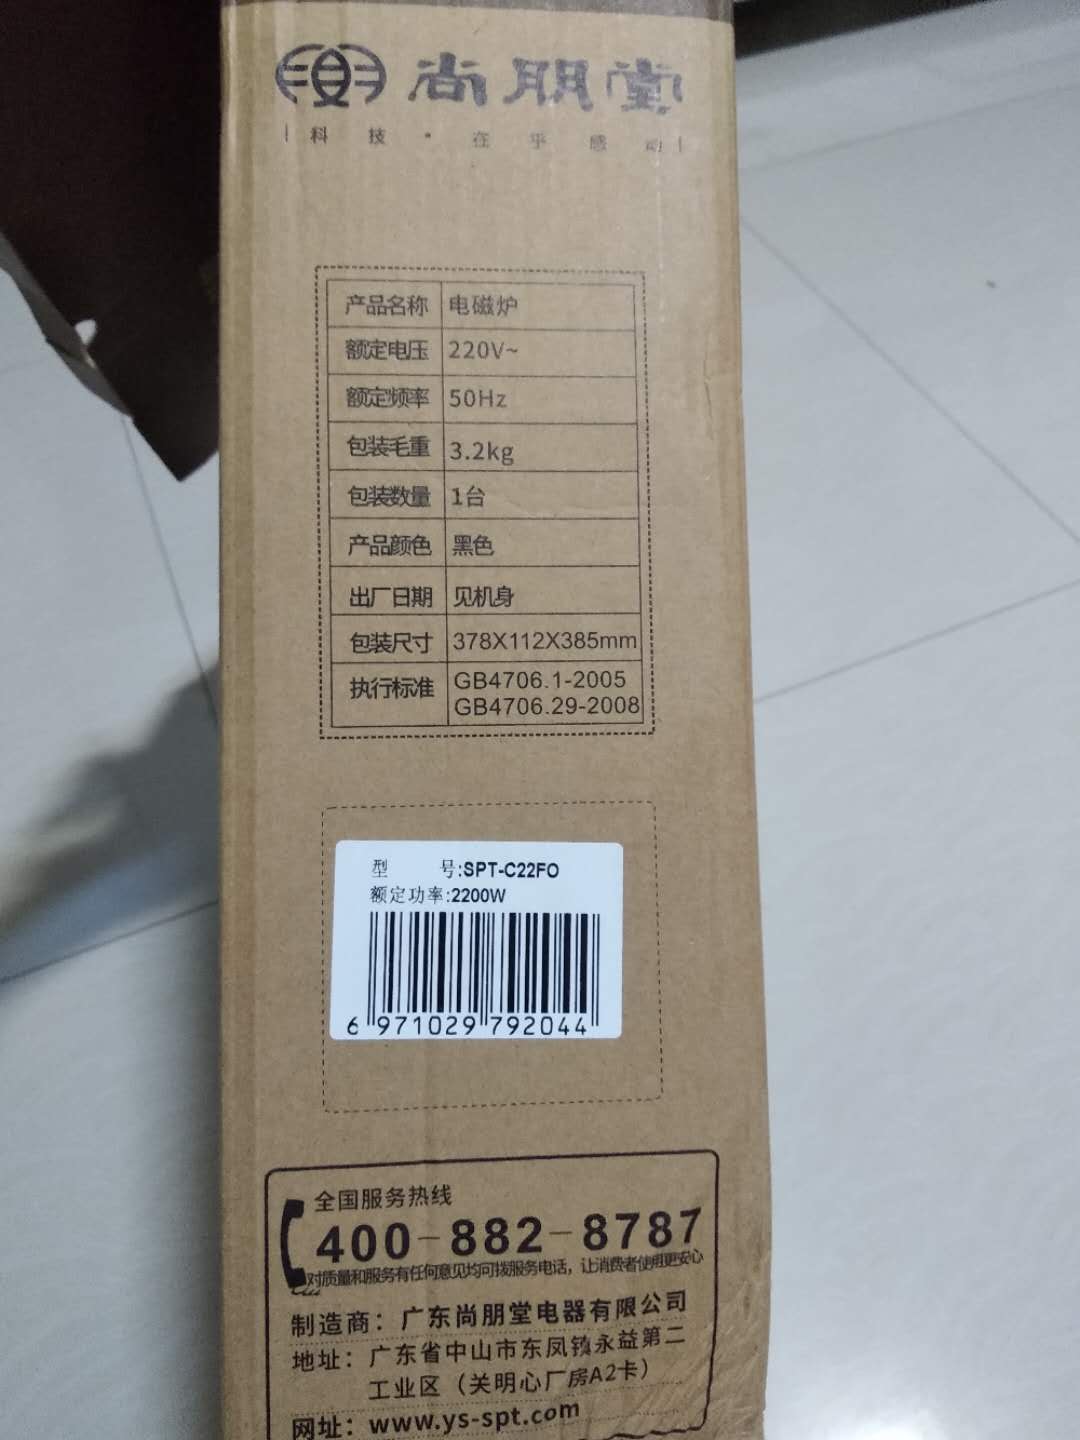 尚朋堂
科技·在乎感动
产品名称 电磁炉
额定电压 220V~
额定频率 50Hz
包装毛重 3.2kg
包装数量 1台
产品颜色 黑色
出厂日期 见机身
包装尺寸 378X112X385mm
执行标准 GB4706.1-2005
GB4706.29-2008
型 号:SPT-C22FO
额定功率:2200W
6 971029 792044
全国服务热线
400-882-8787
对质量和服务有任何意见均可拨服务电话，让消费者使用更安心
制造商：广东尚朋堂电器有限公司
地址：广东省中山市东凤镇永益第二
工业区（关明心厂房A2卡）
网址：www.ys-spt.com